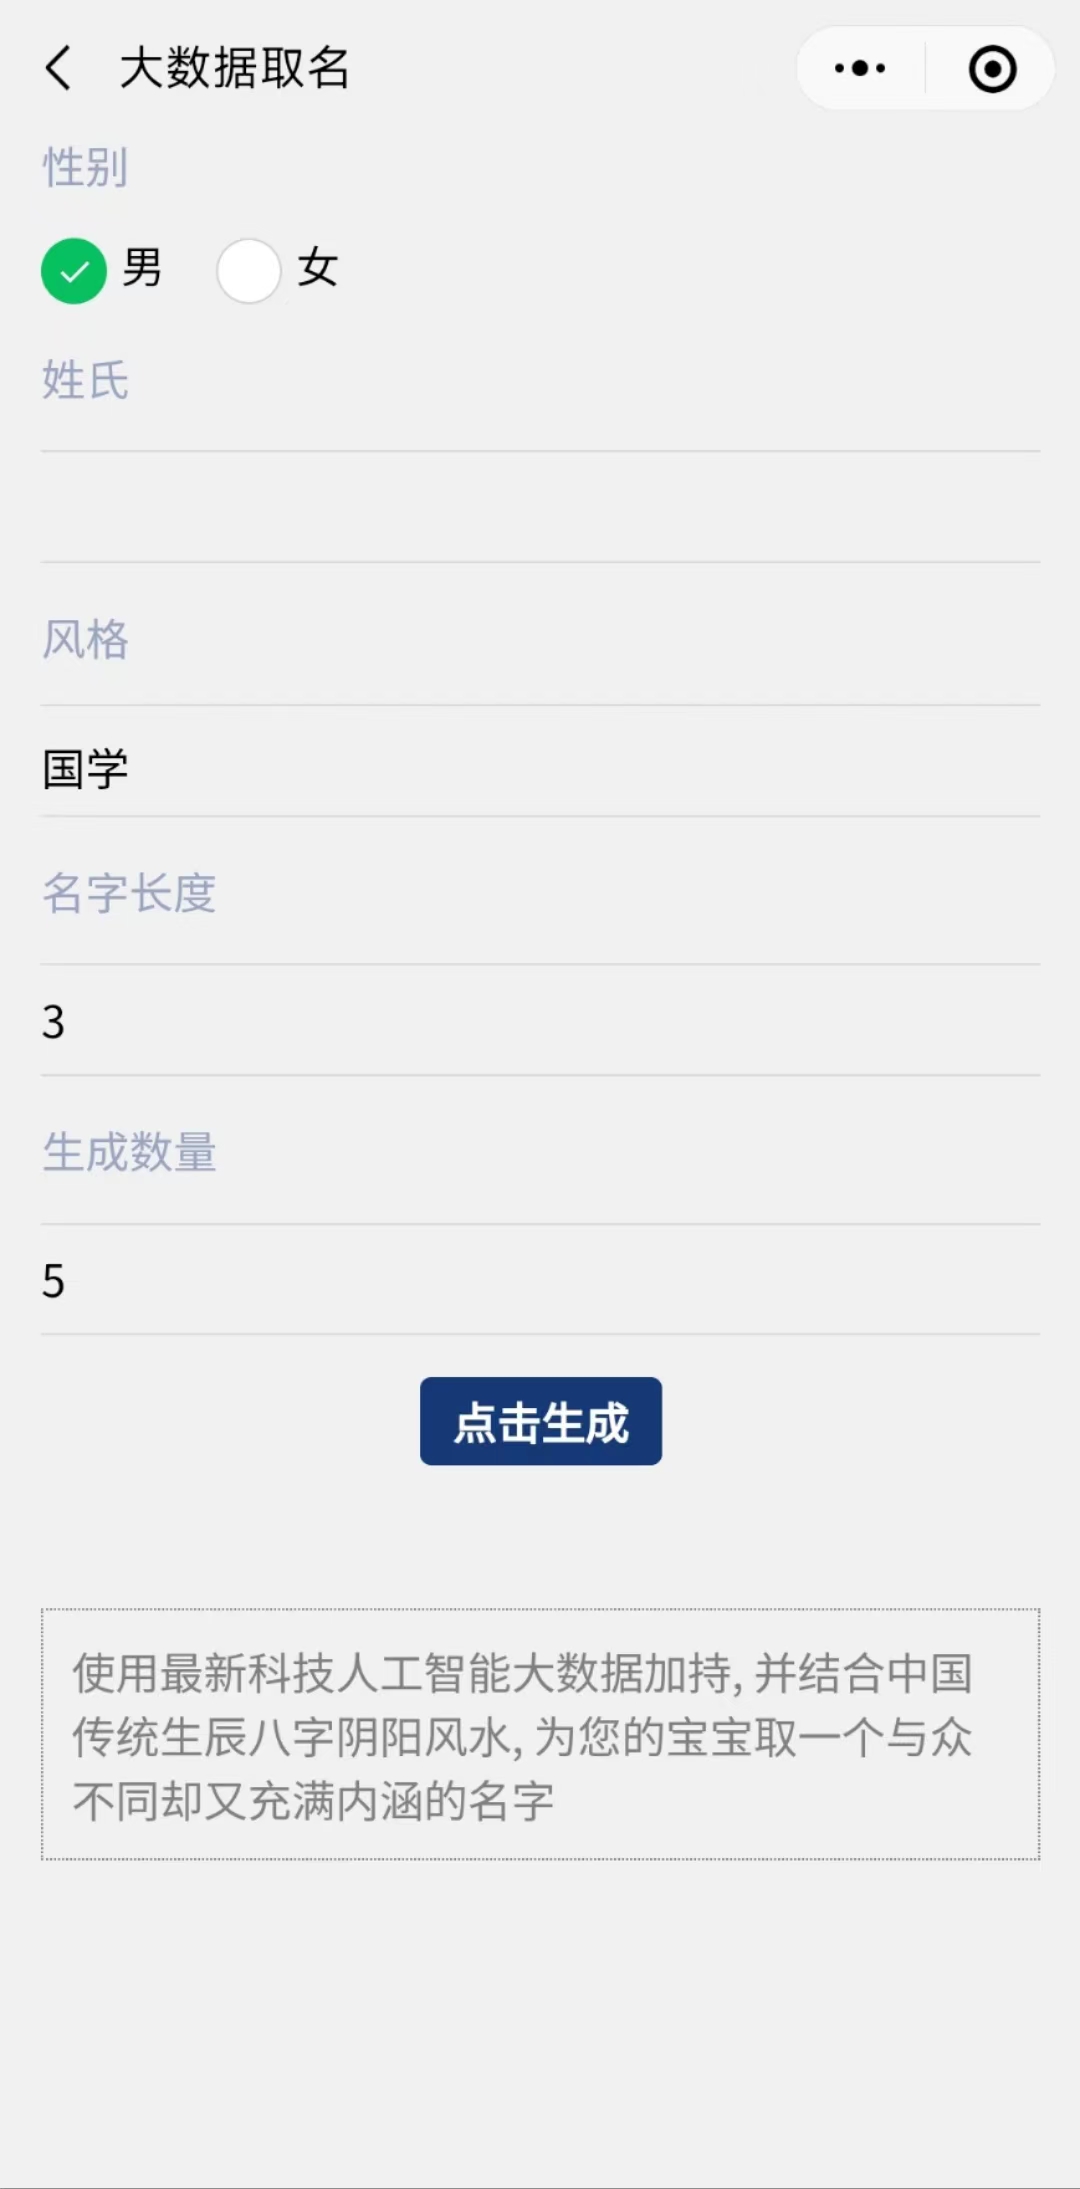 大数据取名
性别
男 女
姓氏
风格
国学
名字长度
3
生成数量
5
点击生成
使用最新科技人工智能大数据加持, 并结合中国
传统生辰八字阴阳风水, 为您的宝宝取一个与众
不同却又充满内涵的名字